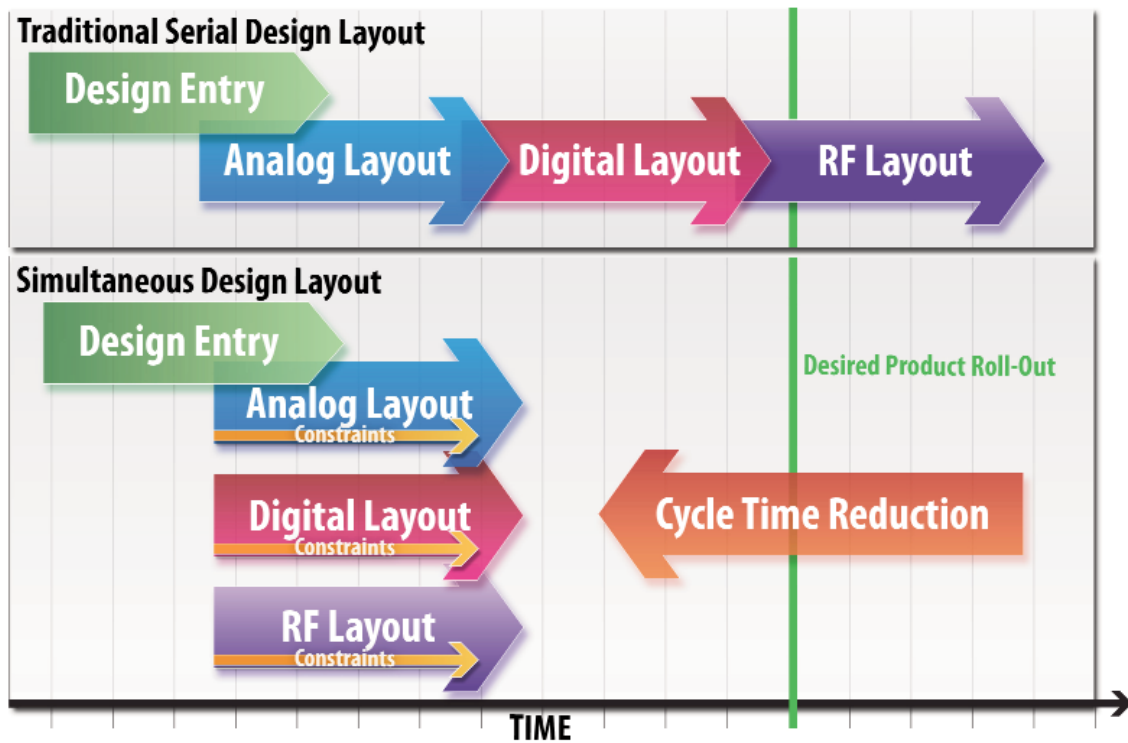 Traditional Serial Design Layout
Design Entry
Analog Layout
Digital Layout
RF Layout
Simultaneous Design Layout
Design Entry
Analog Layout
Constraints
Digital Layout
Constraints
RF Layout
Constraints
Desired Product Roll-Out
Cycle Time Reduction
TIME